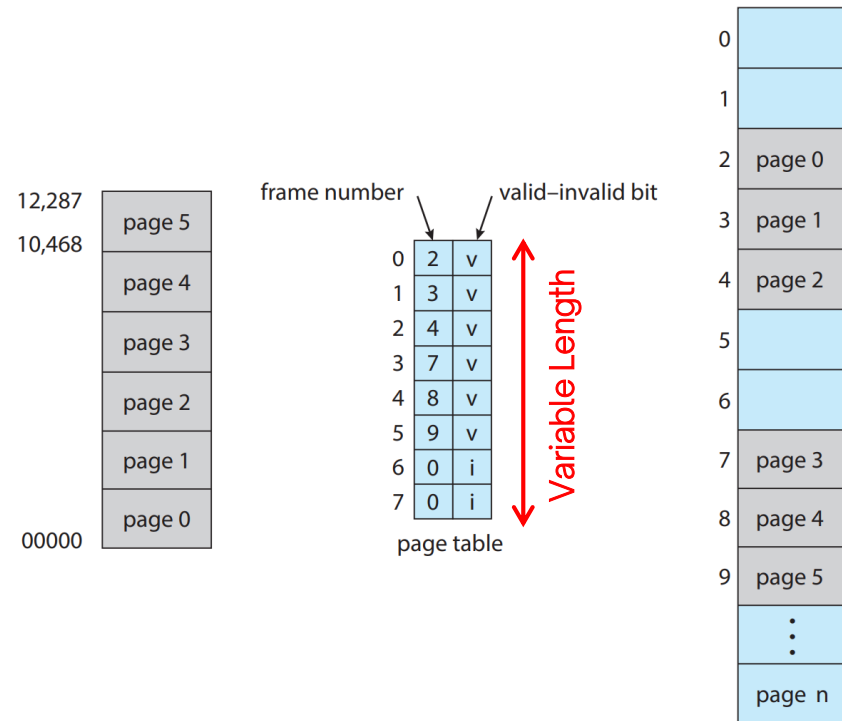 12,287
10,468
page 5
page 4
page 3
page 2
page 1
page 0
00000
frame number
valid–invalid bit
0 2 v
1 3 v
2 4 v
3 7 v
4 8 v
5 9 v
6 0 i
7 0 i
page table
Variable Length
0
1
2 page 0
3 page 1
4 page 2
5
6
7 page 3
8 page 4
9 page 5
page n